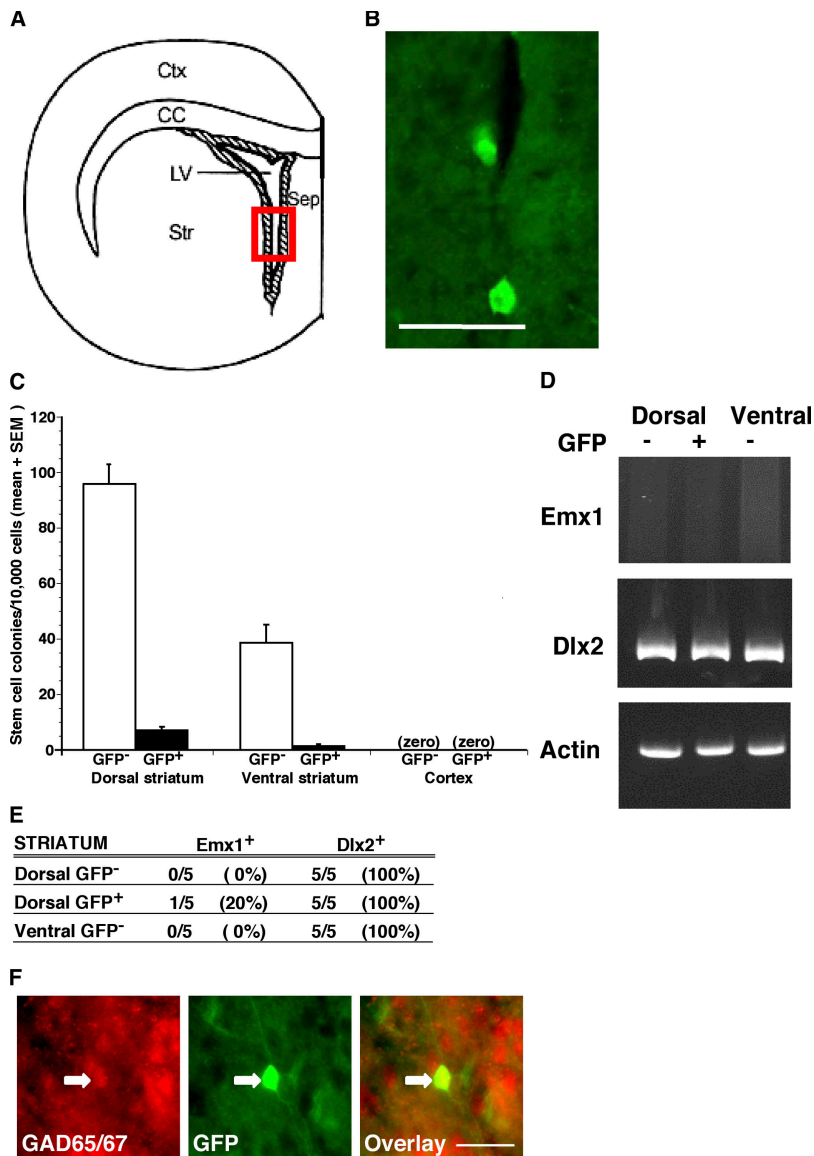 A
Ctx
CC
LV
Sep
Str
B
C
Stem cell colonies/10,000 cells (mean + SEM )
120
100
80
60
40
20
0
(zero) (zero)
GFP- GFP+ GFP- GFP+ GFP- GFP+
Dorsal striatum Ventral striatum Cortex
D
Dorsal Ventral
GFP - + -
Emx1
Dlx2
Actin
E
STRIATUM Emx1+ Dlx2+
Dorsal GFP- 0/5 ( 0%) 5/5 (100%)
Dorsal GFP+ 1/5 (20%) 5/5 (100%)
Ventral GFP- 0/5 ( 0%) 5/5 (100%)
F
GAD65/67 GFP Overlay